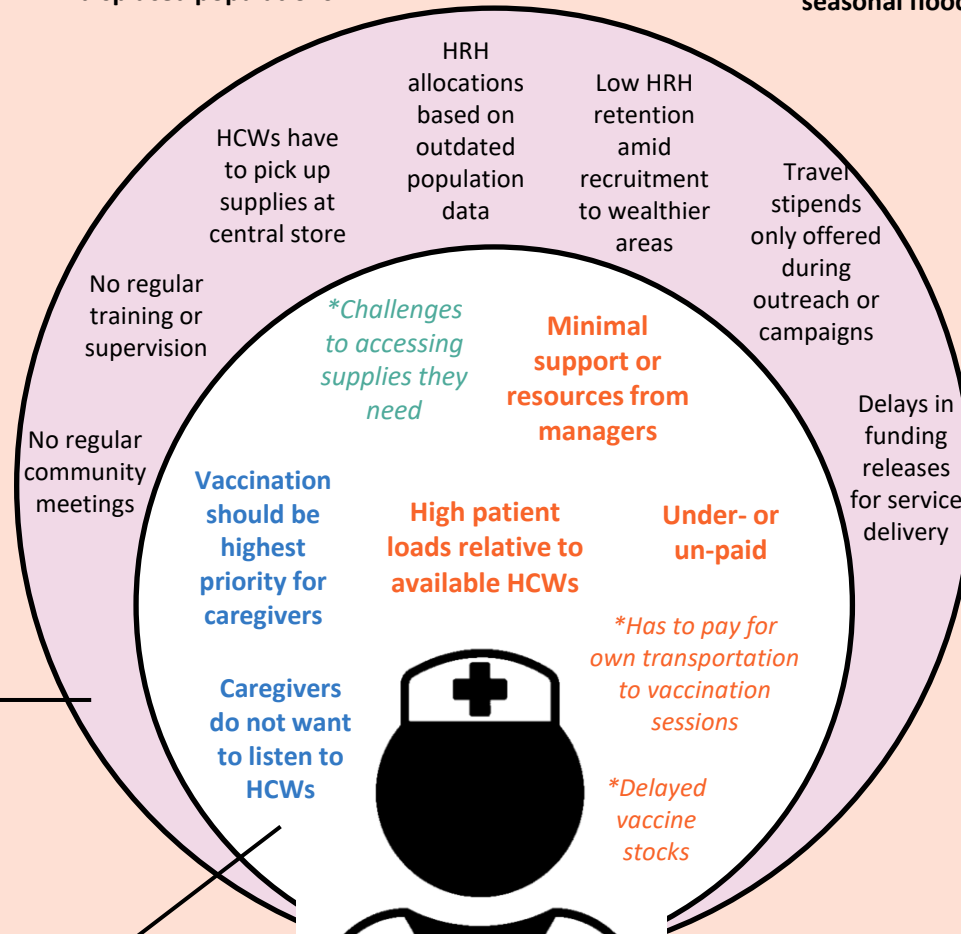 seasonal flood
HRH
allocations
based on
outdated
population
data
Low HRH
retention
amid
recruitment
to wealthier
areas
HCWs have
to pick up
supplies at
central store
Travel
stipends
only offered
during
outreach or
campaigns
No regular
training or
supervision
*Challenges
to accessing
supplies they
need
Minimal
support or
resources from
managers
Delays in
funding
releases
for service
delivery
No regular
community
meetings
Vaccination
should be
highest
priority for
caregivers
High patient
loads relative to
available HCWs
Under- or
un-paid
*Has to pay for
own transportation
to vaccination
sessions
Caregivers
do not want
to listen to
HCWs
*Delayed
vaccine
stocks